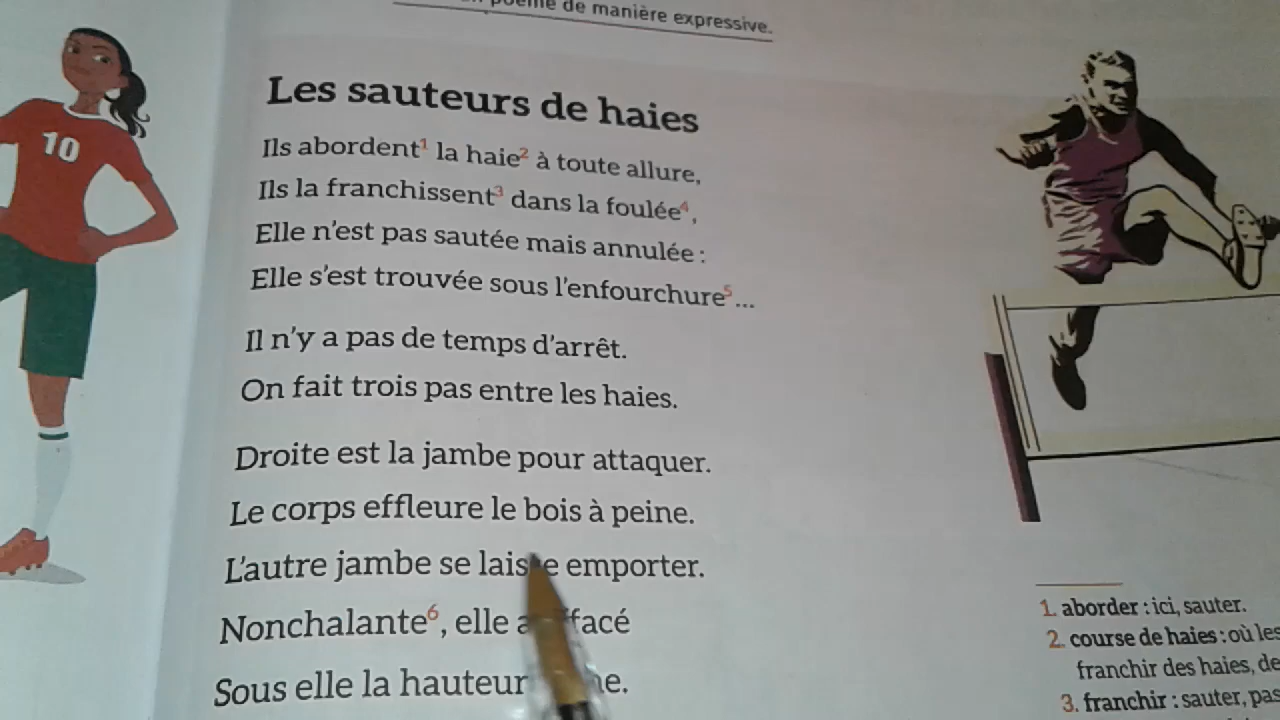 poème de manière expressive.
Les sauteurs de haies
Ils abordent¹ la haie² à toute allure,
Ils la franchissent³ dans la foulée⁴,
Elle n'est pas sautée mais annulée :
Elle s'est trouvée sous l'enfourchure⁵...
Il n'y a pas de temps d'arrêt.
On fait trois pas entre les haies.
Droite est la jambe pour attaquer.
Le corps effleure le bois à peine.
L'autre jambe se laisse emporter.
Nonchalante⁶, elle
Sous elle la hauteur
10
1. aborder : ici, sauter.
2. course de haies : où les
franchir des haies, de
3. franchir : sauter, pas